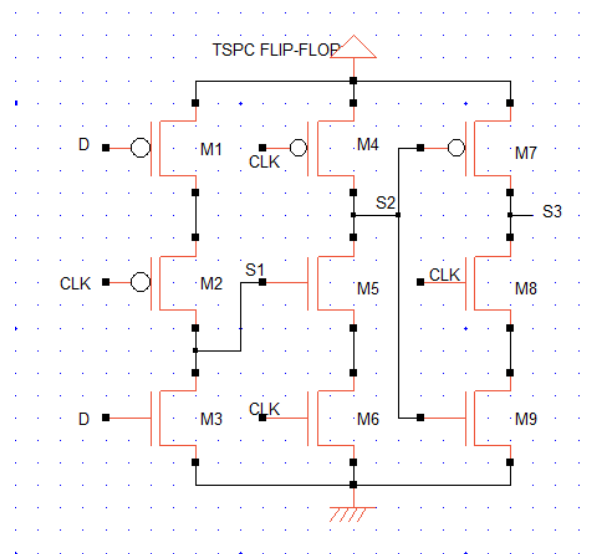 TSPC FLIP-FLOP
D
M1
CLK
M4
M7
S2
S3
CLK
M2
S1
M5
CLK
M8
D
M3
CLK
M6
M9